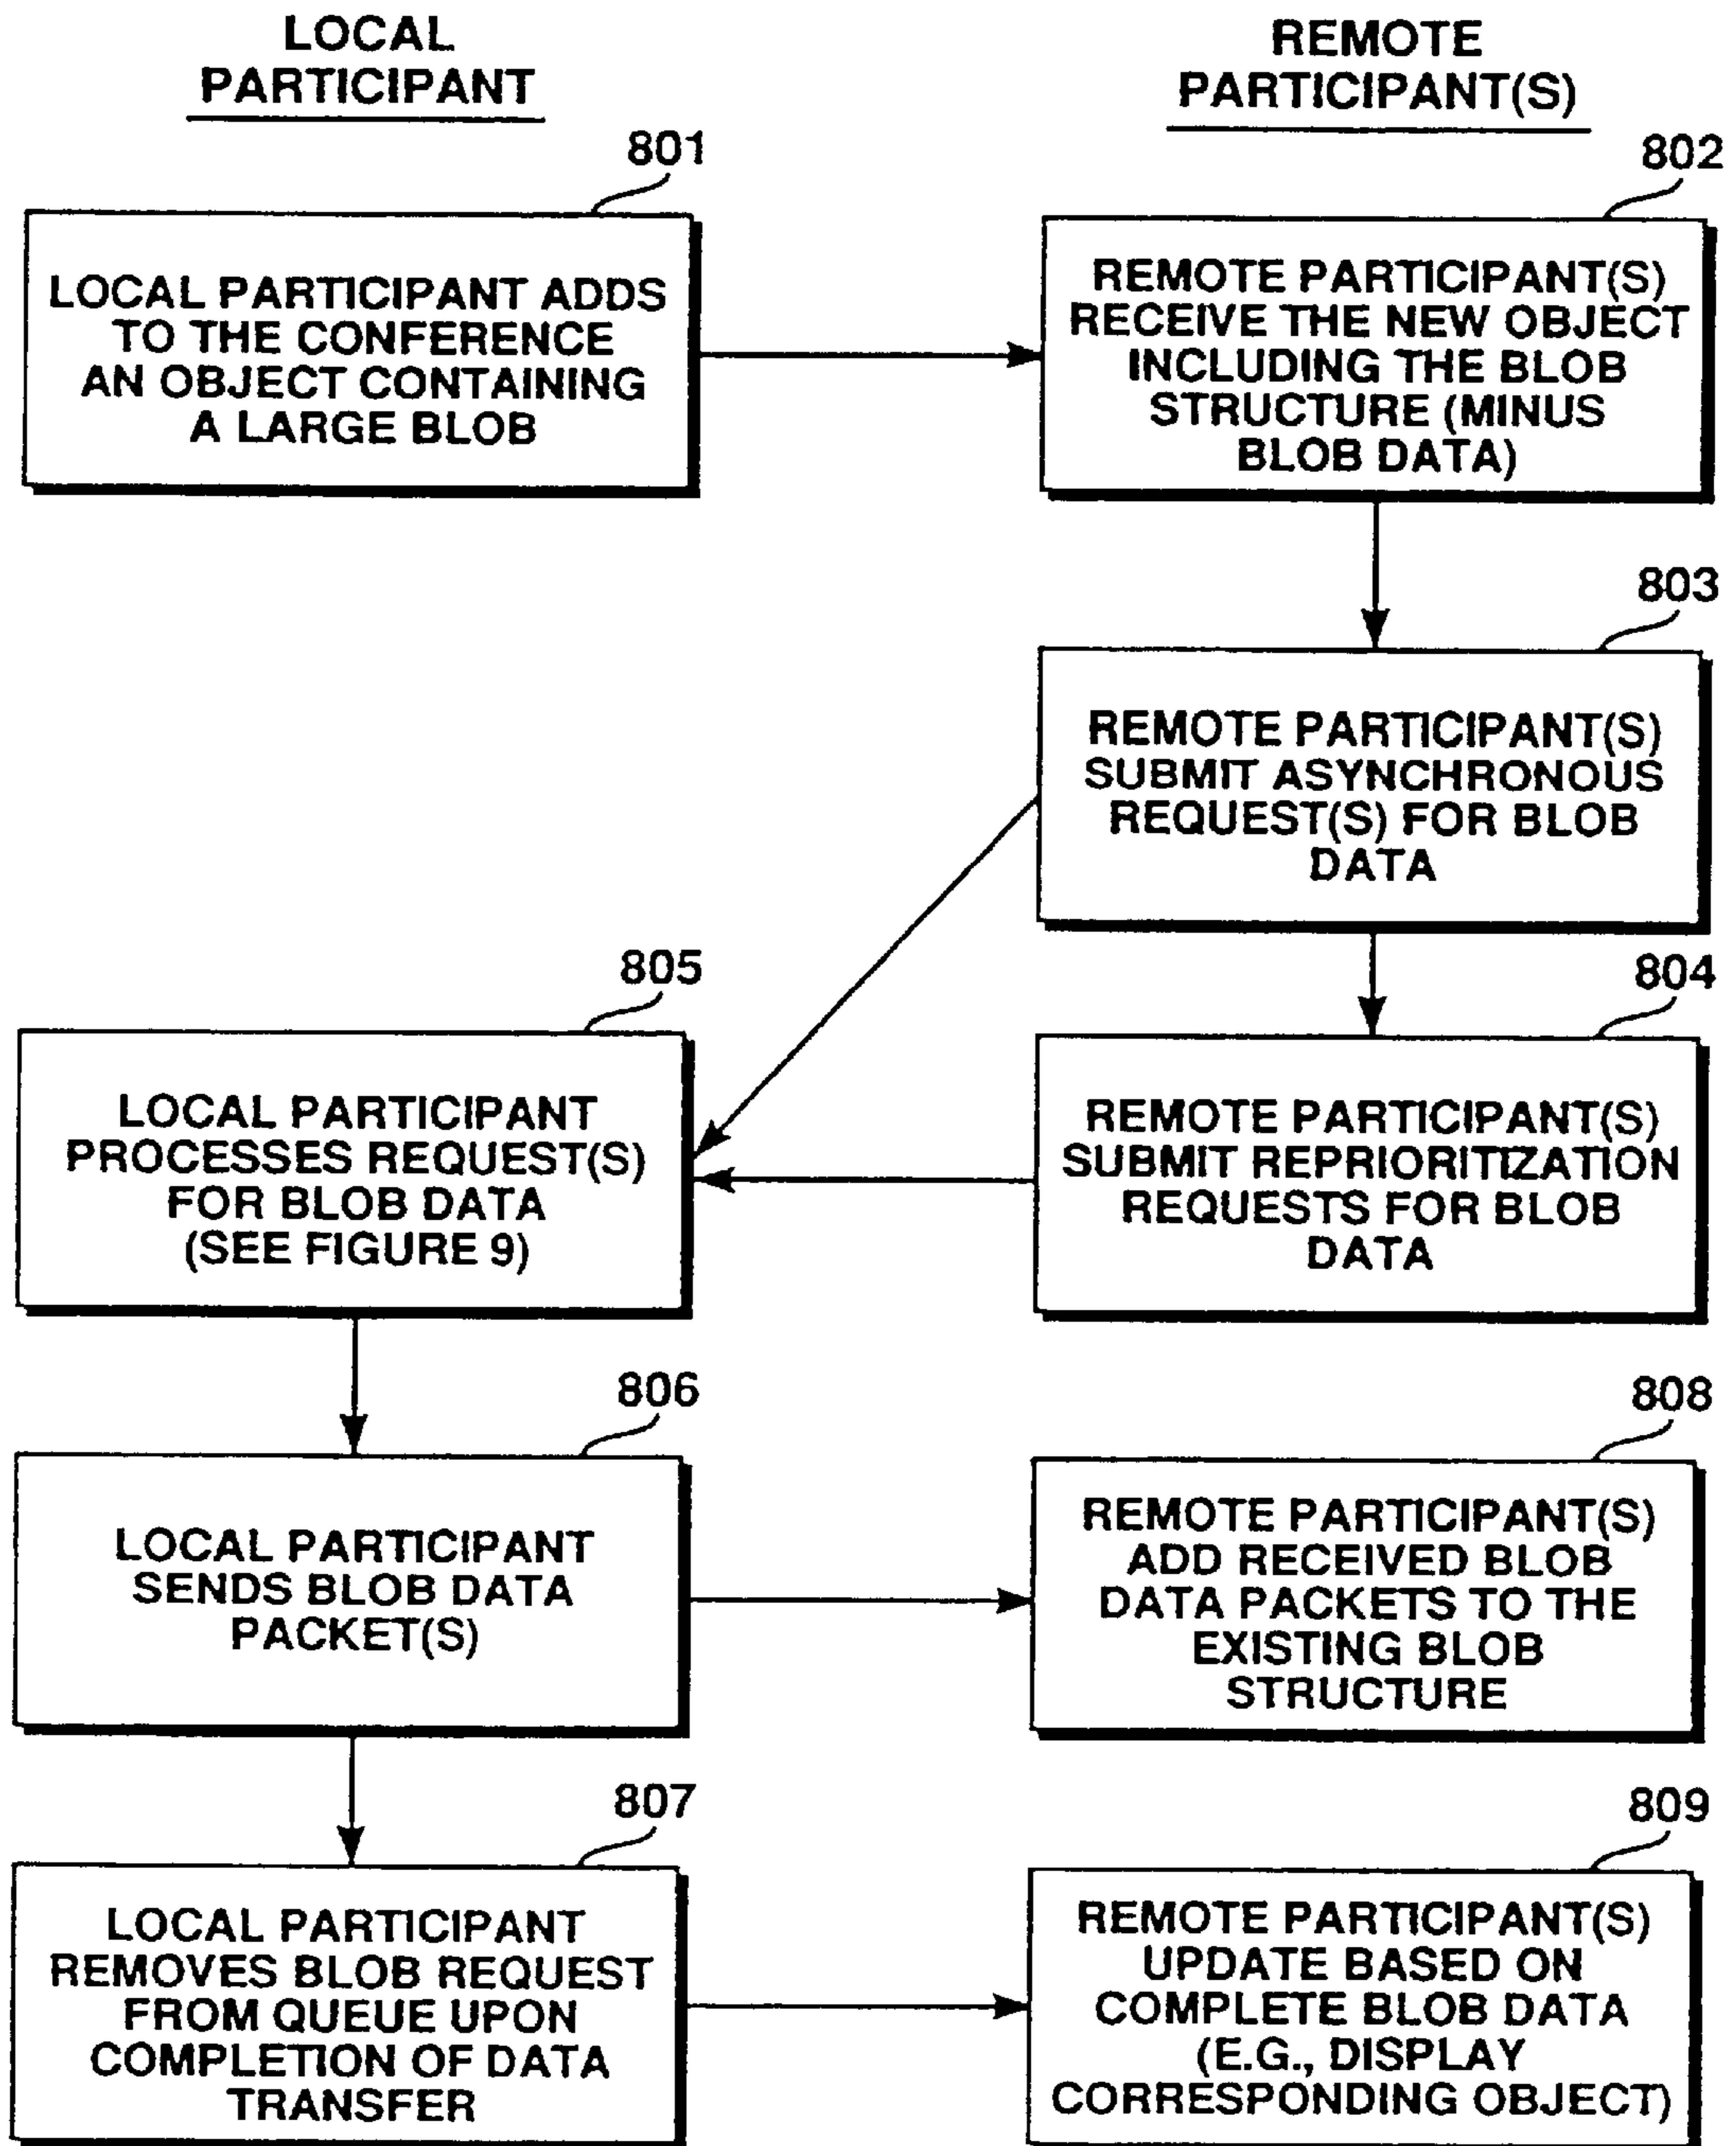 LOCAL
PARTICIPANT
REMOTE
PARTICIPANT(S)
801
LOCAL PARTICIPANT ADDS
TO THE CONFERENCE
AN OBJECT CONTAINING
A LARGE BLOB
802
REMOTE PARTICIPANT(S)
RECEIVE THE NEW OBJECT
INCLUDING THE BLOB
STRUCTURE (MINUS
BLOB DATA)
803
REMOTE PARTICIPANT(S)
SUBMIT ASYNCHRONOUS
REQUEST(S) FOR BLOB
DATA
804
REMOTE PARTICIPANT(S)
SUBMIT REPRIORITIZATION
REQUESTS FOR BLOB
DATA
805
LOCAL PARTICIPANT
PROCESSES REQUEST(S)
FOR BLOB DATA
(SEE FIGURE 9)
806
LOCAL PARTICIPANT
SENDS BLOB DATA
PACKET(S)
808
REMOTE PARTICIPANT(S)
ADD RECEIVED BLOB
DATA PACKETS TO THE
EXISTING BLOB
STRUCTURE
807
LOCAL PARTICIPANT
REMOVES BLOB REQUEST
FROM QUEUE UPON
COMPLETION OF DATA
TRANSFER
809
REMOTE PARTICIPANT(S)
UPDATE BASED ON
COMPLETE BLOB DATA
(E.G., DISPLAY
CORRESPONDING OBJECT)